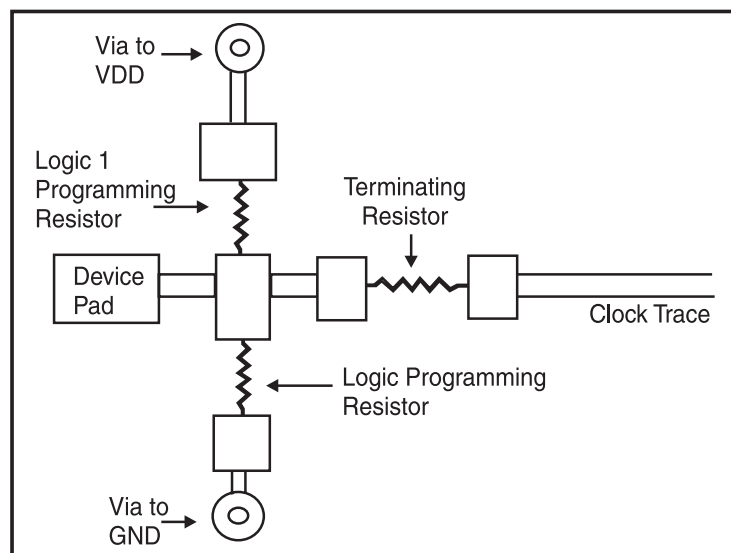 Via to
VDD
Logic 1
Programming
Resistor
Terminating
Resistor
Device
Pad
Clock Trace
Logic Programming
Resistor
Via to
GND